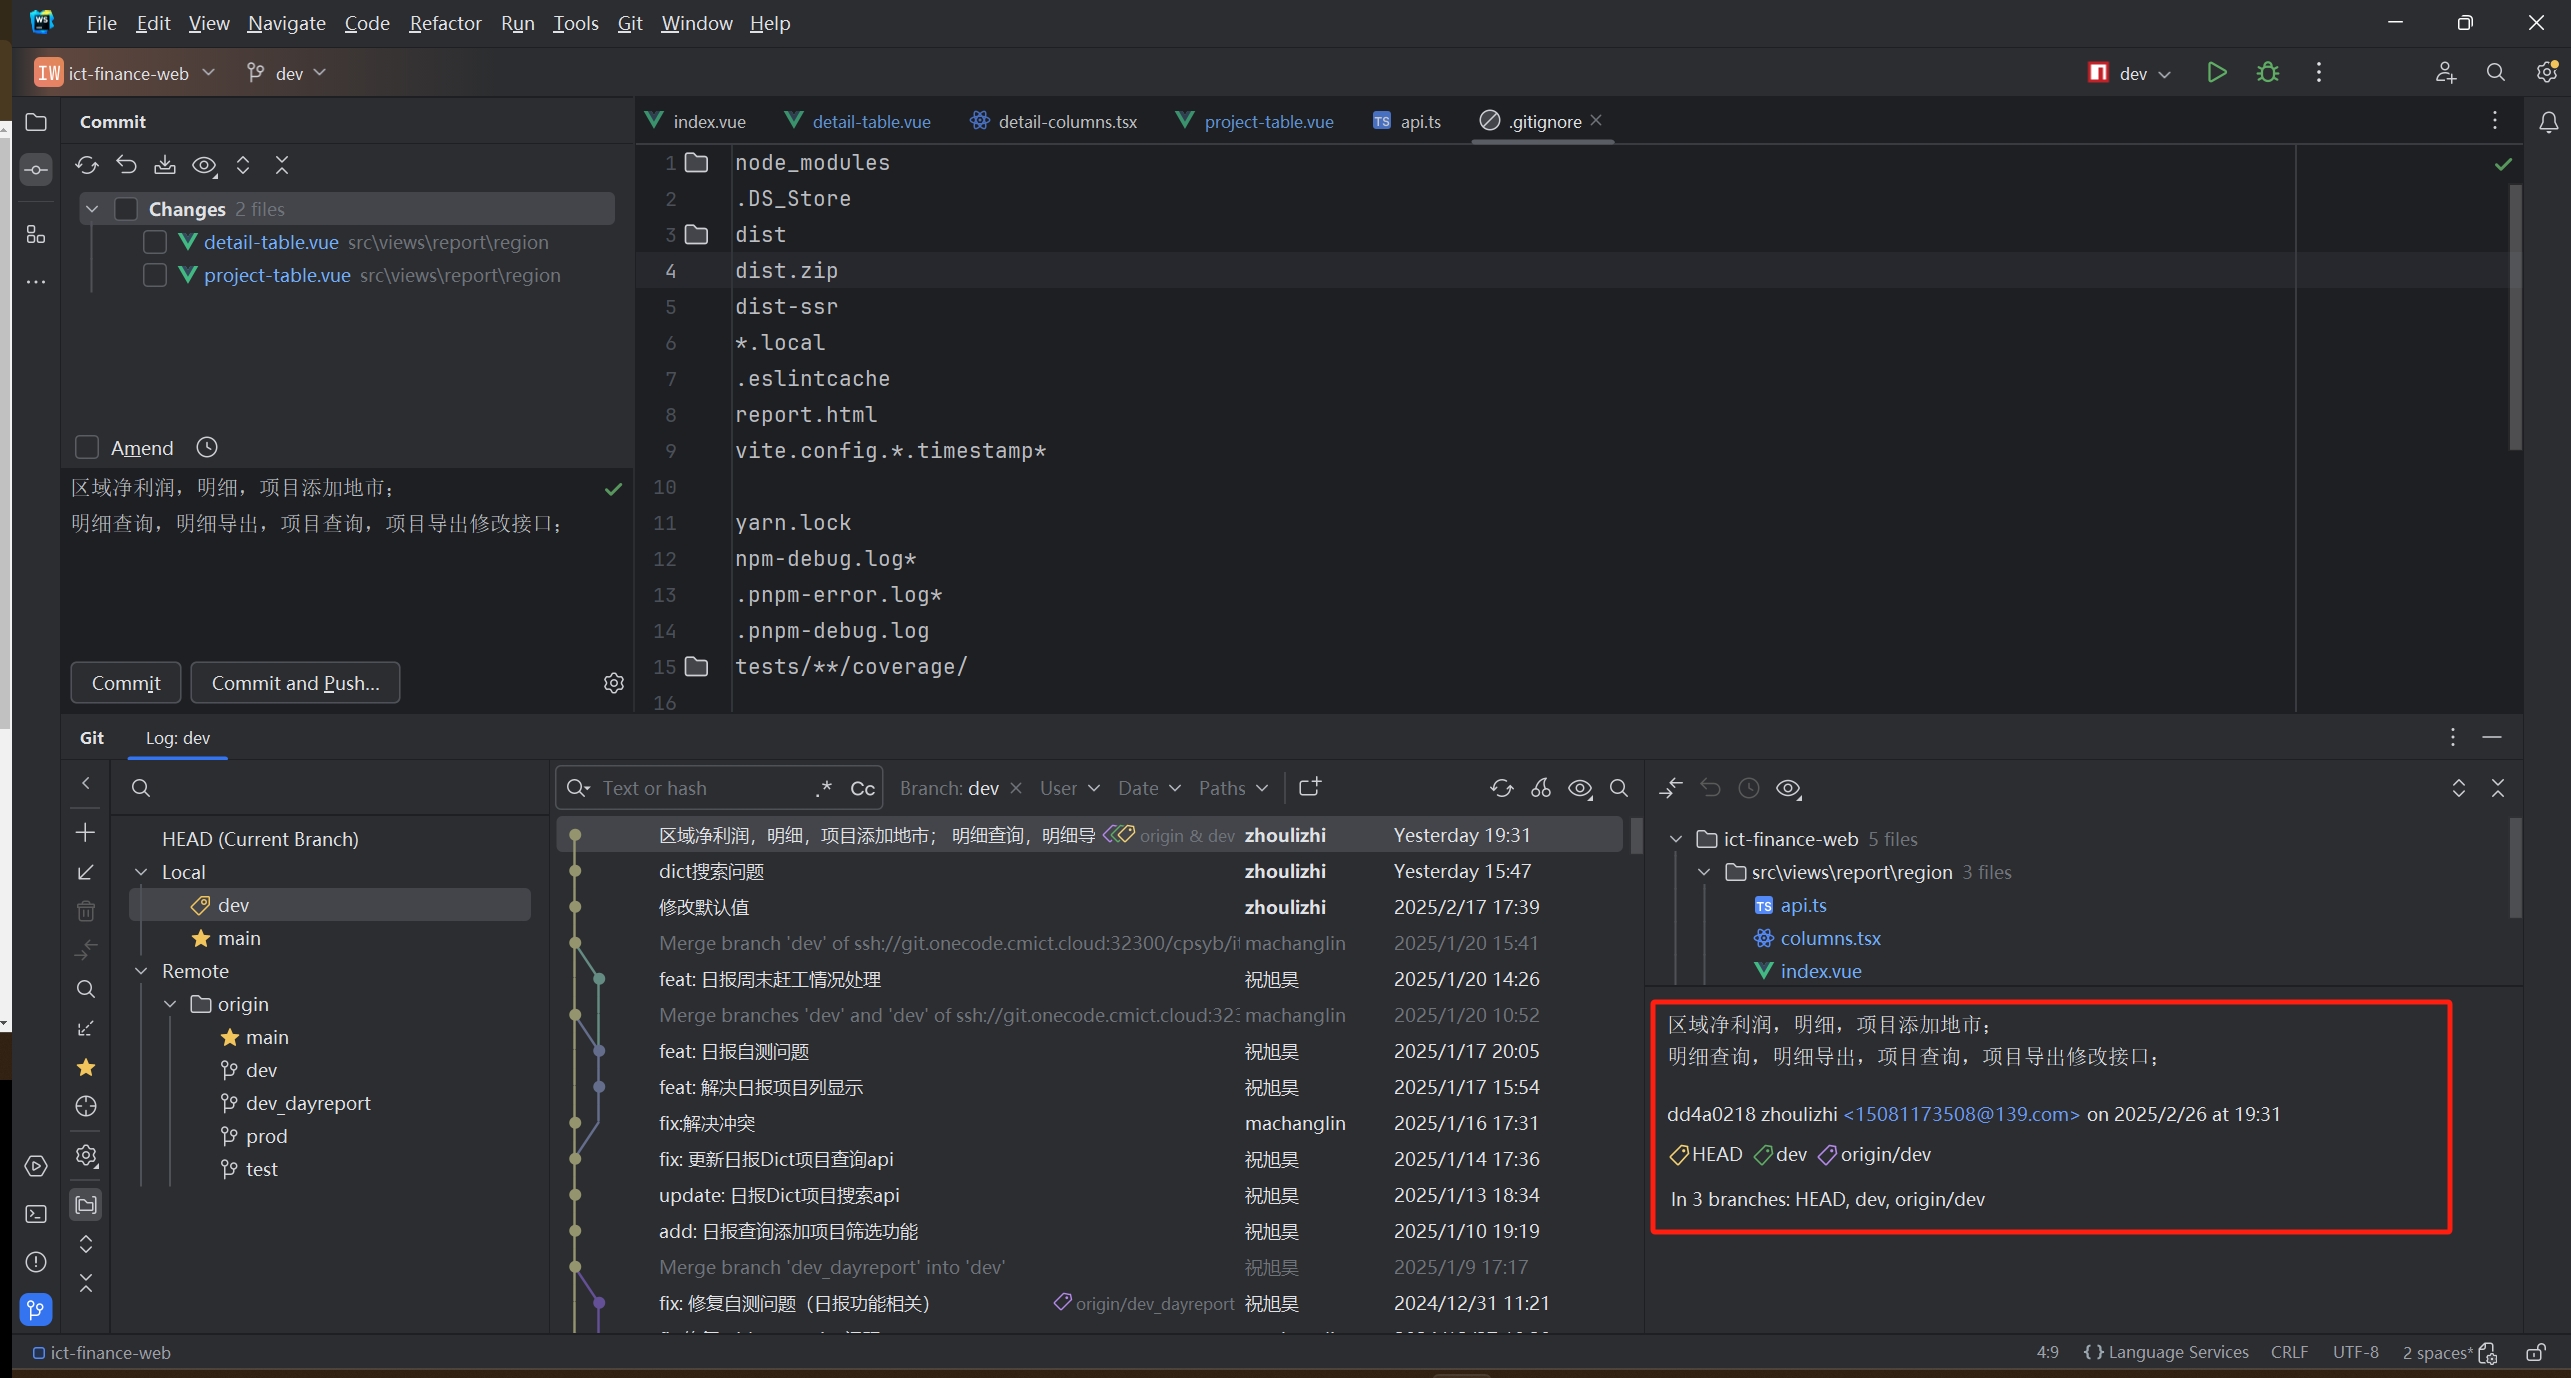 File Edit View Navigate Code Refactor Run Tools Git Window Help
IW ict-finance-web dev dev
Commit
index.vue detail-table.vue detail-columns.tsx project-table.vue TS api.ts .gitignore
Changes 2 files
detail-table.vue src\views\report\region
project-table.vue src\views\report\region
Amend
区域净利润，明细，项目添加地市；
明细查询，明细导出，项目查询，项目导出修改接口；
Commit Commit and Push...
1 node_modules
2 .DS_Store
3 dist
4 dist.zip
5 dist-ssr
6 *.local
7 .eslintcache
8 report.html
9 vite.config.*.timestamp*
10
11 yarn.lock
12 npm-debug.log*
13 .pnpm-error.log*
14 .pnpm-debug.log
15 tests/**/coverage/
16
Git Log: dev
HEAD (Current Branch)
Local
dev
main
Remote
origin
main
dev
dev_dayreport
prod
test
Text or hash .* Cc Branch: dev User Date Paths
区域净利润，明细，项目添加地市； 明细查询，明细导 origin & dev zhoulizhi Yesterday 19:31
dict搜索问题 zhoulizhi Yesterday 15:47
修改默认值 zhoulizhi 2025/2/17 17:39
Merge branch 'dev' of ssh://git.onecode.cmict.cloud:32300/cpsyb/it machanglin 2025/1/20 15:41
feat: 日报周末赶工情况处理 祝旭昊 2025/1/20 14:26
Merge branches 'dev' and 'dev' of ssh://git.onecode.cmict.cloud:323 machanglin 2025/1/20 10:52
feat: 日报自测问题 祝旭昊 2025/1/17 20:05
feat: 解决日报项目列显示 祝旭昊 2025/1/17 15:54
fix:解决冲突 machanglin 2025/1/16 17:31
fix: 更新日报Dict项目查询api 祝旭昊 2025/1/14 17:36
update: 日报Dict项目搜索api 祝旭昊 2025/1/13 18:34
add: 日报查询添加项目筛选功能 祝旭昊 2025/1/10 19:19
Merge branch 'dev_dayreport' into 'dev' 祝旭昊 2025/1/9 17:17
fix: 修复自测问题（日报功能相关） origin/dev_dayreport 祝旭昊 2024/12/31 11:21
ict-finance-web 5 files
src\views\report\region 3 files
TS api.ts
columns.tsx
index.vue
区域净利润，明细，项目添加地市；
明细查询，明细导出，项目查询，项目导出修改接口；
dd4a0218 zhoulizhi <15081173508@139.com> on 2025/2/26 at 19:31
HEAD dev origin/dev
In 3 branches: HEAD, dev, origin/dev
ict-finance-web 4:9 {} Language Services CRLF UTF-8 2 spaces*